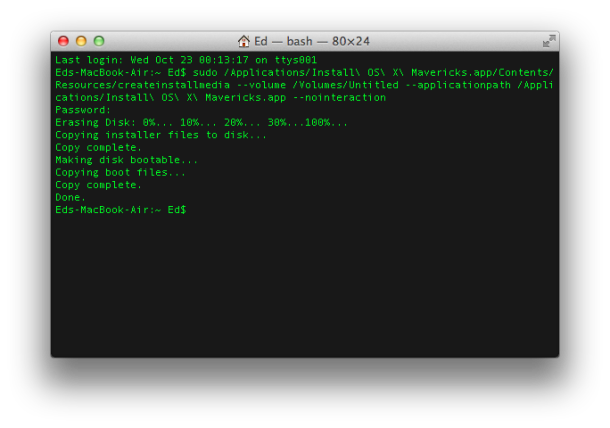 Ed — bash — 80×24
Last login: Wed Oct 23 00:13:17 on ttys001
Eds-MacBook-Air:~ Ed$ sudo /Applications/Install\ OS\ X\ Mavericks.app/Contents/
Resources/createinstallmedia --volume /Volumes/Untitled --applicationpath /Appli
cations/Install\ OS\ X\ Mavericks.app --nointeraction
Password:
Erasing Disk: 0%... 10%... 20%... 30%...100%...
Copying installer files to disk...
Copy complete.
Making disk bootable...
Copying boot files...
Copy complete.
Done.
Eds-MacBook-Air:~ Ed$